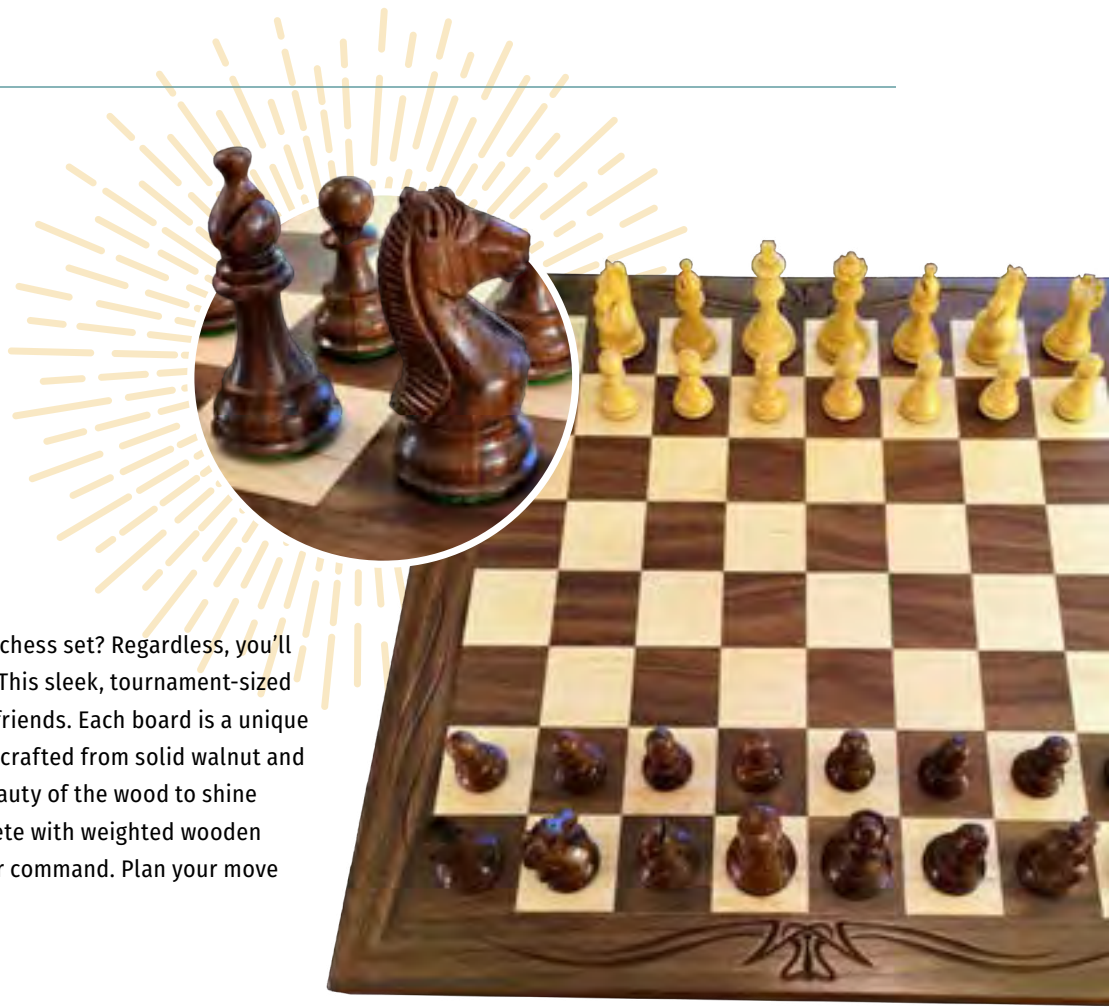 chess set? Regardless, you’ll
This sleek, tournament-sized
friends. Each board is a unique
crafted from solid walnut and
auty of the wood to shine
ete with weighted wooden
r command. Plan your move